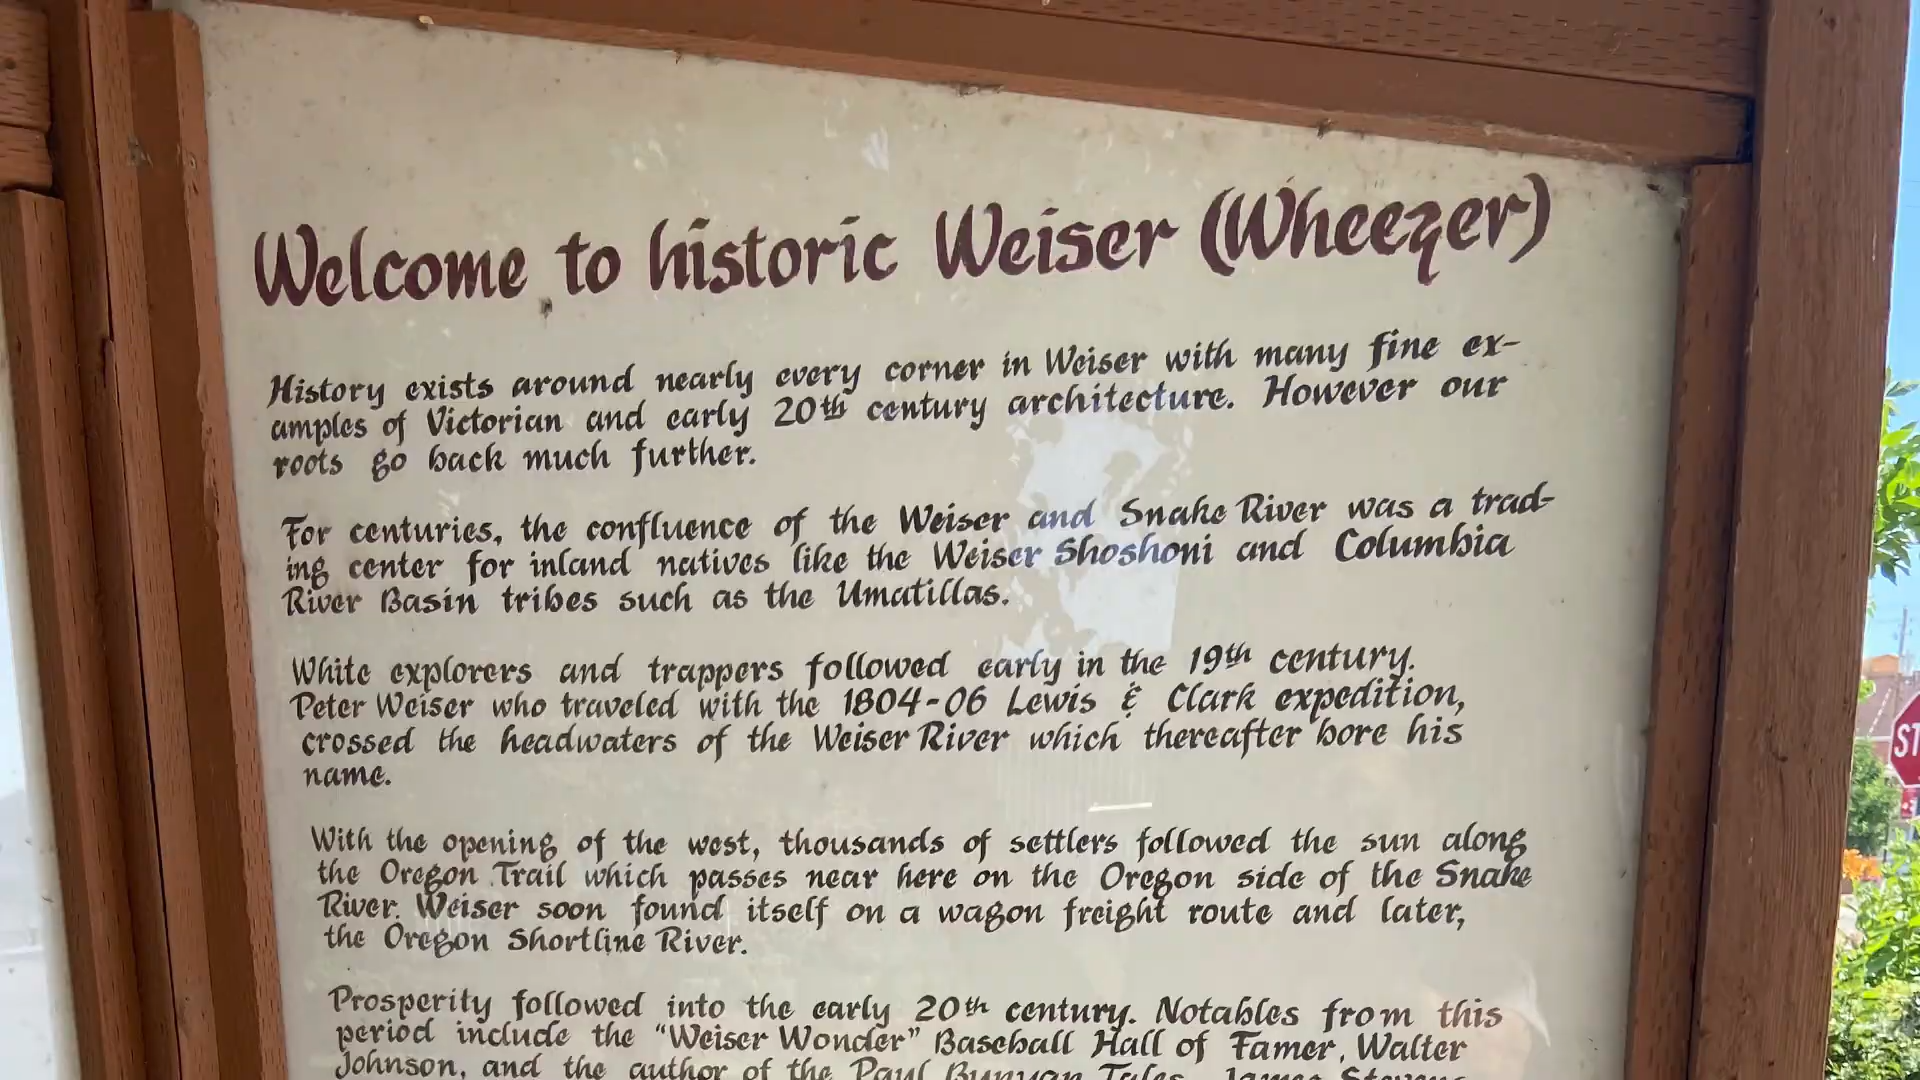 Welcome to historic Weiser (Wheezer)
History exists around nearly every corner in Weiser with many fine ex-
amples of Victorian and early 20th century architecture. However our
roots go back much further.
For centuries, the confluence of the Weiser and Snake River was a trad-
ing center for inland natives like the Weiser Shoshoni and Columbia
River Basin tribes such as the Umatillas.
White explorers and trappers followed early in the 19th century.
Peter Weiser who traveled with the 1804-06 Lewis & Clark expedition,
crossed the headwaters of the Weiser River which thereafter bore his
name.
With the opening of the west, thousands of settlers followed the sun along
the Oregon Trail which passes near here on the Oregon side of the Snake
River. Weiser soon found itself on a wagon freight route and later,
the Oregon Shortline River.
Prosperity followed into the early 20th century. Notables from this
period include the "Weiser Wonder" Baseball Hall of Famer, Walter
Johnson, and the author of the Paul Bunyan Tales, James Stevens
ST